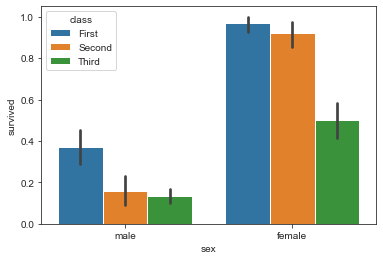 class
First
Second
Third
survived
1.0
0.8
0.6
0.4
0.2
0.0
male
female
sex